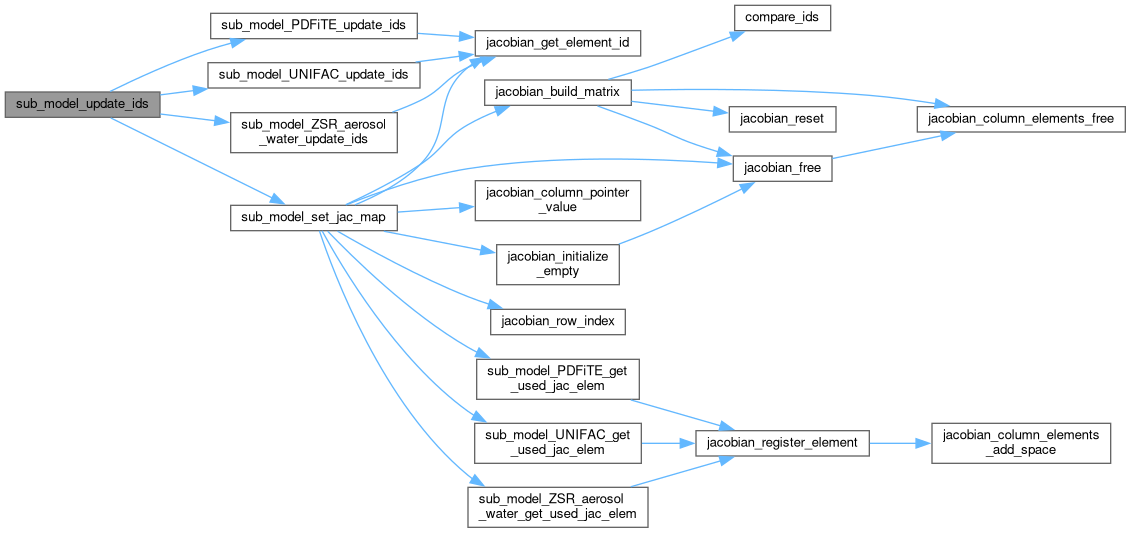 sub_model_update_ids
sub_model_PDFiTE_update_ids
sub_model_UNIFAC_update_ids
sub_model_ZSR_aerosol
_water_update_ids
sub_model_set_jac_map
jacobian_get_element_id
jacobian_build_matrix
jacobian_column_pointer
_value
jacobian_initialize
_empty
jacobian_row_index
sub_model_PDFiTE_get
_used_jac_elem
sub_model_UNIFAC_get
_used_jac_elem
sub_model_ZSR_aerosol
_water_get_used_jac_elem
compare_ids
jacobian_reset
jacobian_free
jacobian_register_element
jacobian_column_elements_free
jacobian_column_elements
_add_space